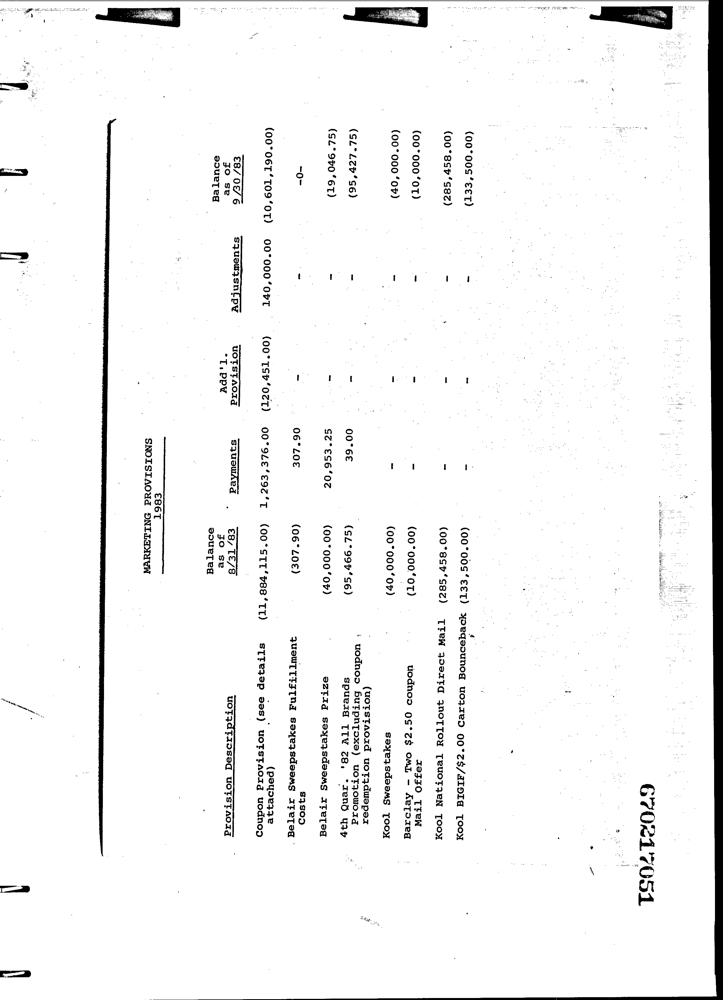 MARKETING PROVISIONS
1983
Balance Balance
as of Add'l. as of
Provision Description 8/31/83 Payments Provision Adjustments 9/30/83
Coupon Provision (see details (11,884,115.00) 1,263,376.00 (120,451.00) 140,000.00 (10,601,190.00)
attached)
Belair Sweepstakes Fulfillment (307.90) 307.90 - - -0-
Costs
Belair Sweepstakes Prize (40,000.00) 20,953.25 - - (19,046.75)
4th Quar. '82 All Brands (95,466.75) 39.00 - - (95,427.75)
Promotion (excluding coupon
redemption provision)
Kool Sweepstakes (40,000.00) - - - (40,000.00)
Barclay - Two $2.50 coupon (10,000.00) - - - (10,000.00)
Mail Offer
Kool National Rollout Direct Mail (285,458.00) - - - (285,458.00)
Kool BIGIF/$2.00 Carton Bounceback (133,500.00) - - - (133,500.00)
670217051